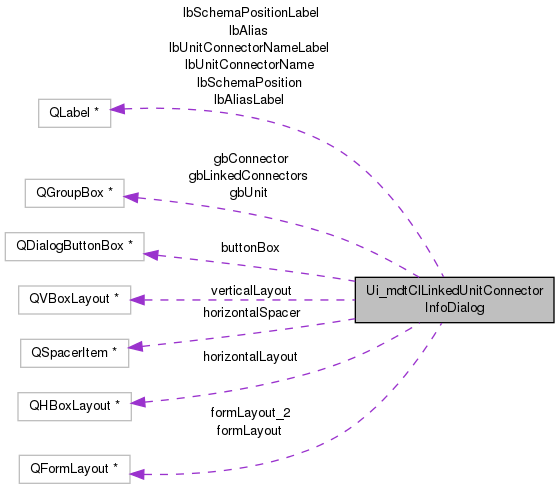 lbSchemaPositionLabel
lbAlias
lbUnitConnectorNameLabel
lbUnitConnectorName
lbSchemaPosition
lbAliasLabel
QLabel *
gbConnector
gbLinkedConnectors
gbUnit
QGroupBox *
buttonBox
QDialogButtonBox *
Ui_mdtClLinkedUnitConnector
InfoDialog
verticalLayout
QVBoxLayout *
horizontalSpacer
QSpacerItem *
horizontalLayout
QHBoxLayout *
formLayout_2
formLayout
QFormLayout *